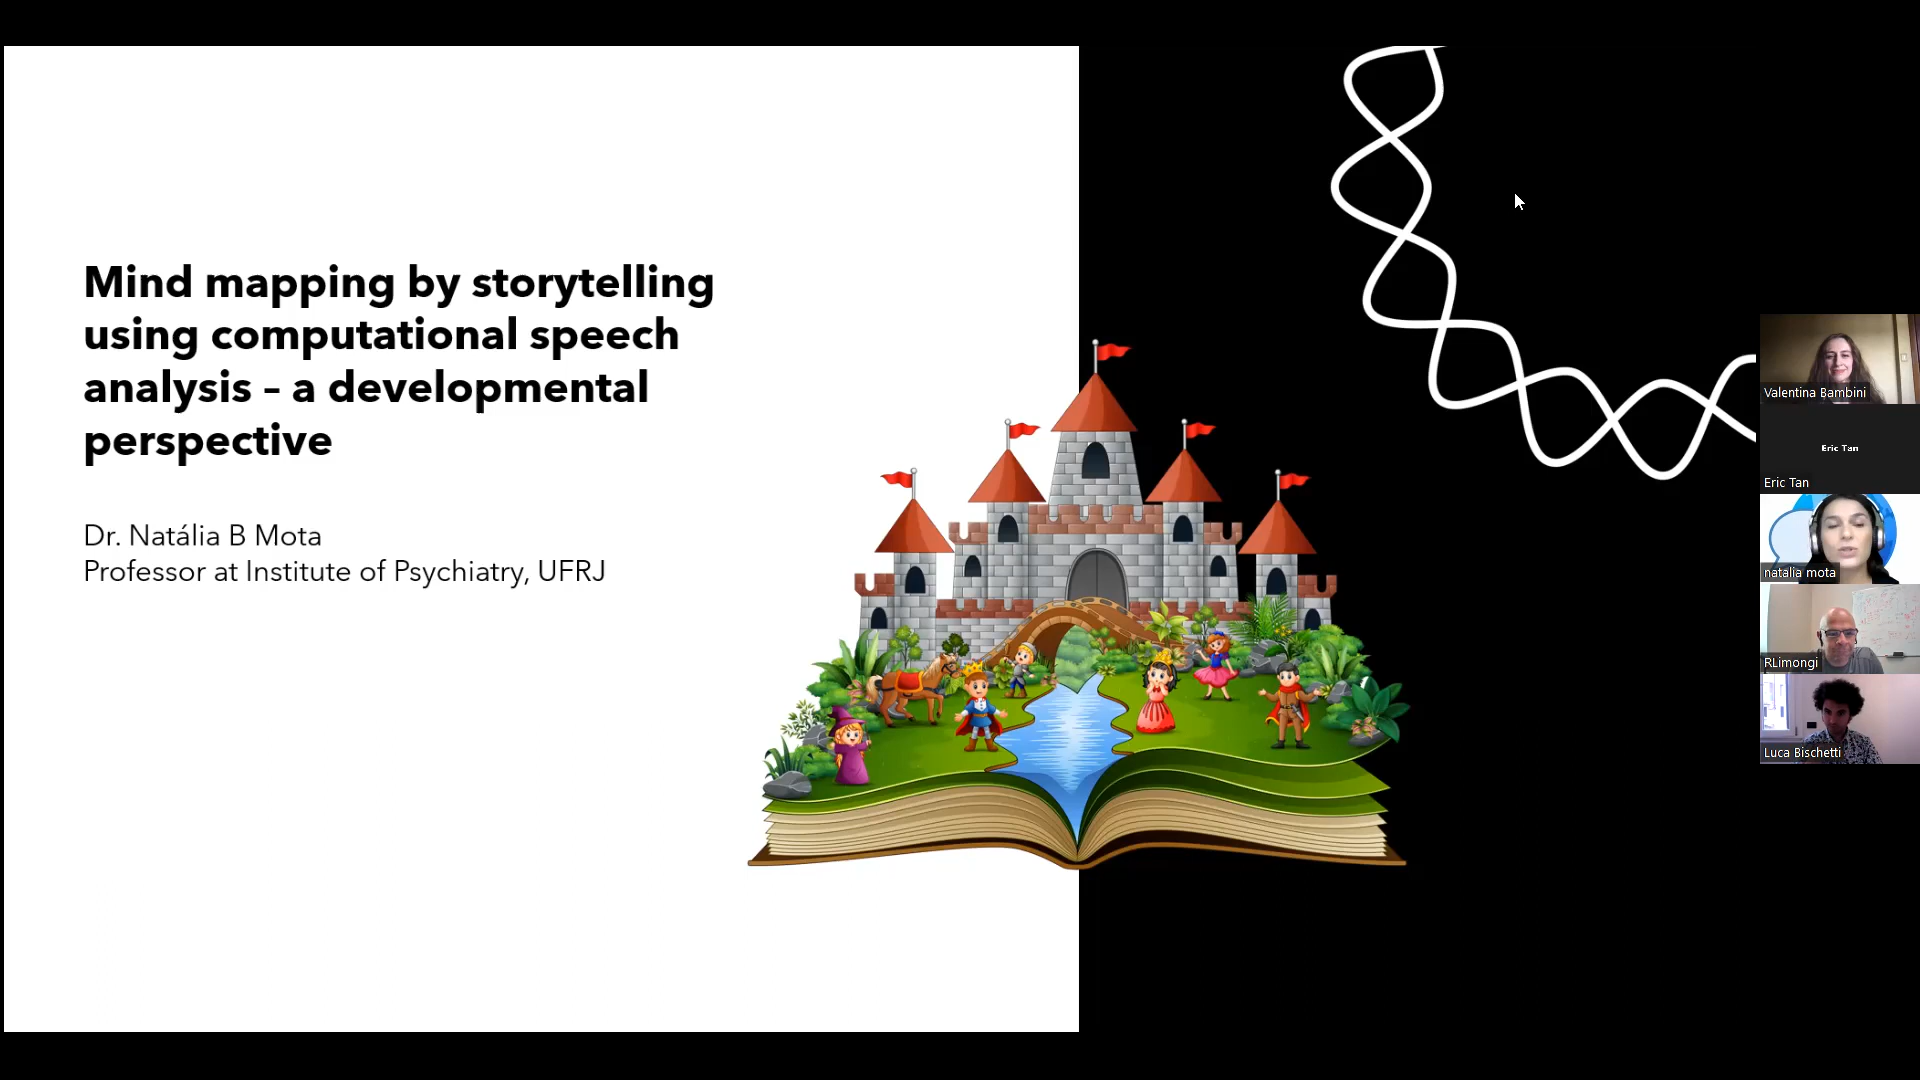 Mind mapping by storytelling
using computational speech
analysis – a developmental
perspective
Dr. Natália B Mota
Professor at Institute of Psychiatry, UFRJ
Valentina Bambini
Eric Tan
Eric Tan
natalia mota
RLimongi
Luca Bischetti